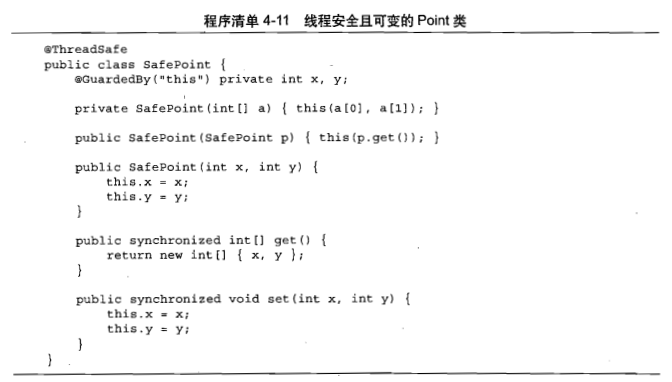 程序清单 4-11 线程安全且可变的 Point 类
@ThreadSafe
public class SafePoint {
    @GuardedBy("this") private int x, y;
    private SafePoint(int[] a) { this(a[0], a[1]); }
    public SafePoint(SafePoint p) { this(p.get()); }
    public SafePoint(int x, int y) {
        this.x = x;
        this.y = y;
    }
    public synchronized int[] get() {
        return new int[] { x, y };
    }
    public synchronized void set(int x, int y) {
        this.x = x;
        this.y = y;
    }
}